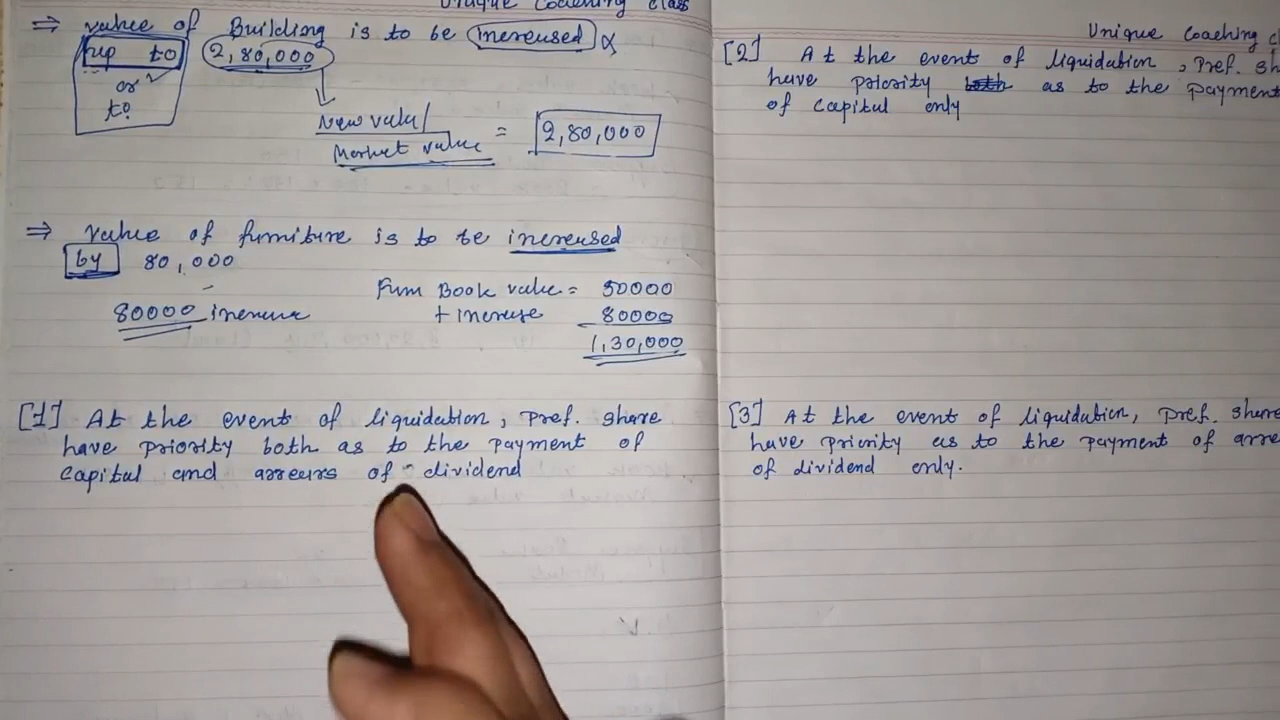 Unique Coaching Class
⇒ value of Building is to be increused
up to 2,80,000
or
to
New value/
Market value = 2,80,000
⇒ value of furniture is to be increused
by 80,000
80000 increase
Furn Book value = 50000
+ increase 80000
1,30,000
[1] At the event of liquidation, pref. share
have priority both as to the payment of
capital and arrears of dividend
Unique Coaching c
[2] At the event of liquidation, pref. sh
have priority both as to the payment
of capital only
[3] At the event of liquidation, pref. share
have priority as to the payment of arre
of dividend only.